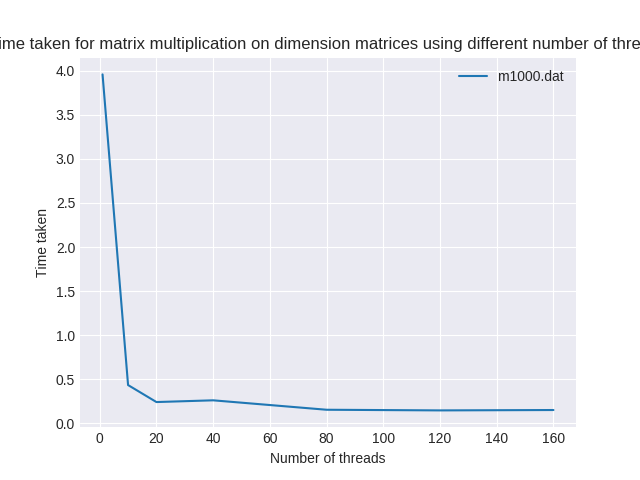 ime taken for matrix multiplication on dimension matrices using different number of thre
m1000.dat
4.0
3.5
3.0
2.5
2.0
1.5
1.0
0.5
0.0
Time taken
0 20 40 60 80 100 120 140 160
Number of threads